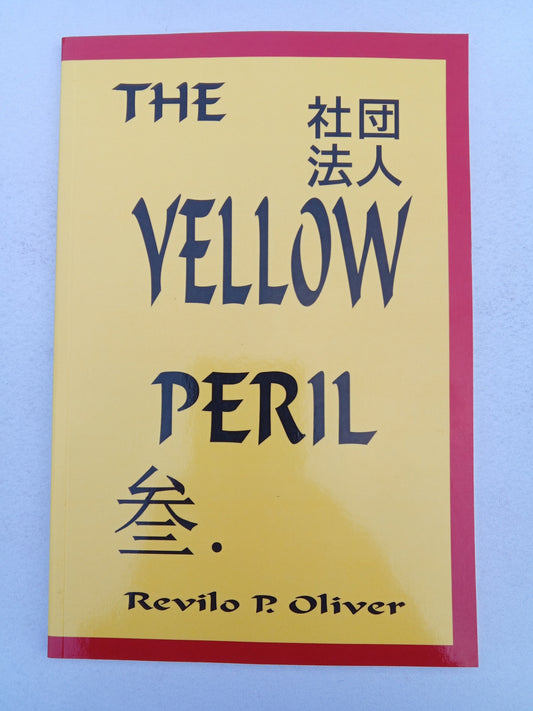 THE
社団
法人
YELLOW
PERIL
叁.
Revilo P. Oliver